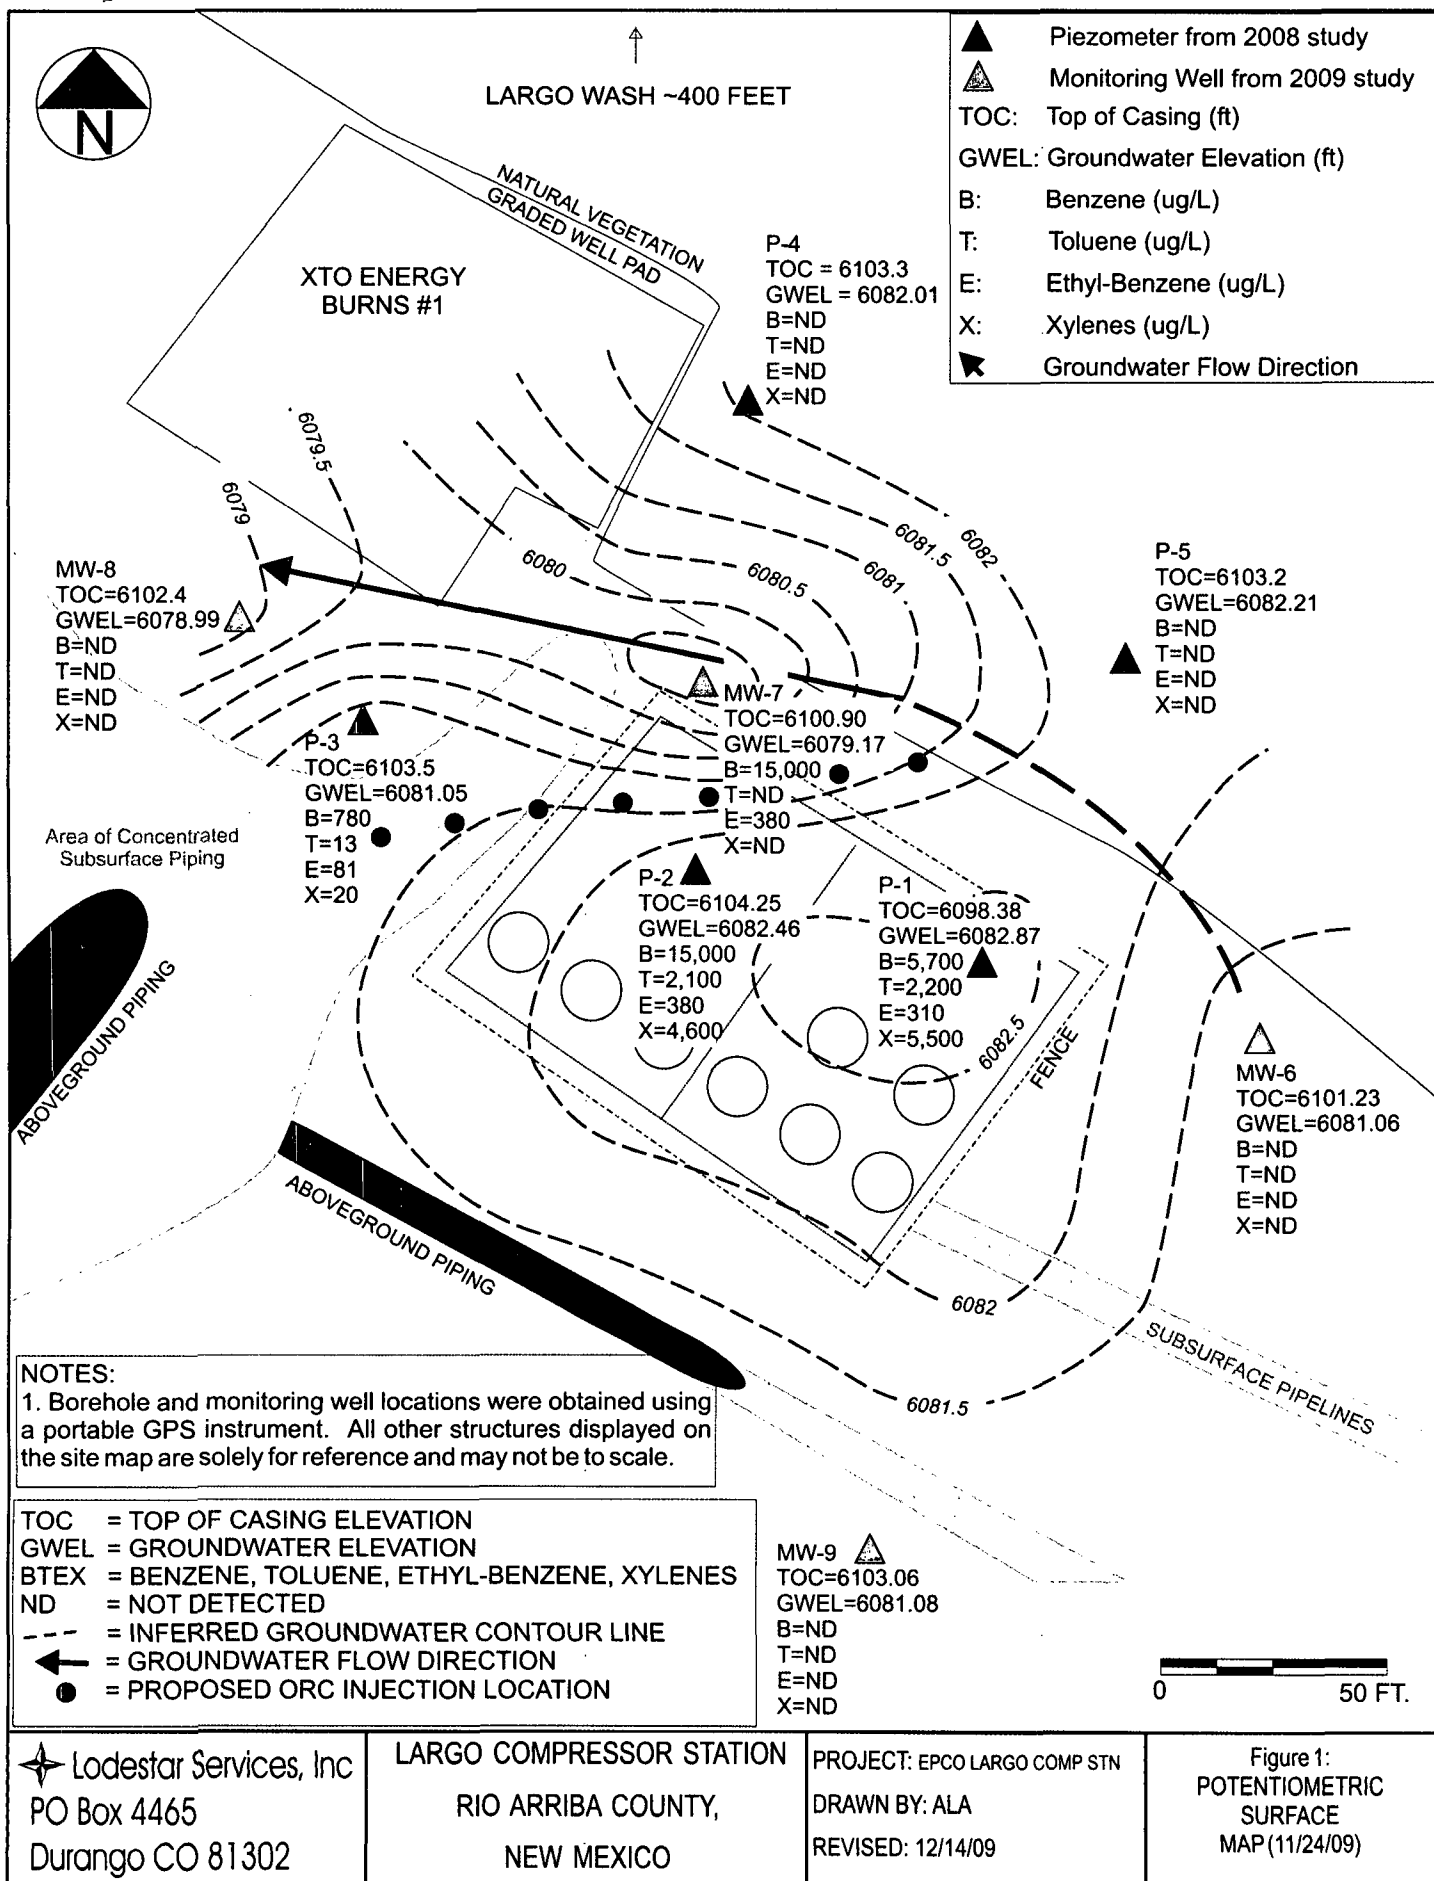 N
LARGO WASH ~400 FEET
Piezometer from 2008 study
Monitoring Well from 2009 study
TOC: Top of Casing (ft)
GWEL: Groundwater Elevation (ft)
B: Benzene (ug/L)
T: Toluene (ug/L)
E: Ethyl-Benzene (ug/L)
X: Xylenes (ug/L)
Groundwater Flow Direction
NATURAL VEGETATION
GRADED WELL PAD
XTO ENERGY
BURNS #1
P-4
TOC = 6103.3
GWEL = 6082.01
B=ND
T=ND
E=ND
X=ND
6079.5
6079
6080
6080.5
6081
6081.5
6082
P-5
TOC=6103.2
GWEL=6082.21
B=ND
T=ND
E=ND
X=ND
MW-8
TOC=6102.4
GWEL=6078.99
B=ND
T=ND
E=ND
X=ND
MW-7
TOC=6100.90
GWEL=6079.17
B=15,000
T=ND
E=380
X=ND
P-3
TOC=6103.5
GWEL=6081.05
B=780
T=13
E=81
X=20
Area of Concentrated
Subsurface Piping
P-2
TOC=6104.25
GWEL=6082.46
B=15,000
T=2,100
E=380
X=4,600
P-1
TOC=6098.38
GWEL=6082.87
B=5,700
T=2,200
E=310
X=5,500
6082.5
FENCE
ABOVEGROUND PIPING
MW-6
TOC=6101.23
GWEL=6081.06
B=ND
T=ND
E=ND
X=ND
ABOVEGROUND PIPING
6082
6081.5
SUBSURFACE PIPELINES
NOTES:
1. Borehole and monitoring well locations were obtained using
a portable GPS instrument. All other structures displayed on
the site map are solely for reference and may not be to scale.
TOC = TOP OF CASING ELEVATION
GWEL = GROUNDWATER ELEVATION
BTEX = BENZENE, TOLUENE, ETHYL-BENZENE, XYLENES
ND = NOT DETECTED
= INFERRED GROUNDWATER CONTOUR LINE
= GROUNDWATER FLOW DIRECTION
= PROPOSED ORC INJECTION LOCATION
MW-9
TOC=6103.06
GWEL=6081.08
B=ND
T=ND
E=ND
X=ND
0 50 FT.
Lodestar Services, Inc
PO Box 4465
Durango CO 81302
LARGO COMPRESSOR STATION
RIO ARRIBA COUNTY,
NEW MEXICO
PROJECT: EPCO LARGO COMP STN
DRAWN BY: ALA
REVISED: 12/14/09
Figure 1:
POTENTIOMETRIC
SURFACE
MAP (11/24/09)